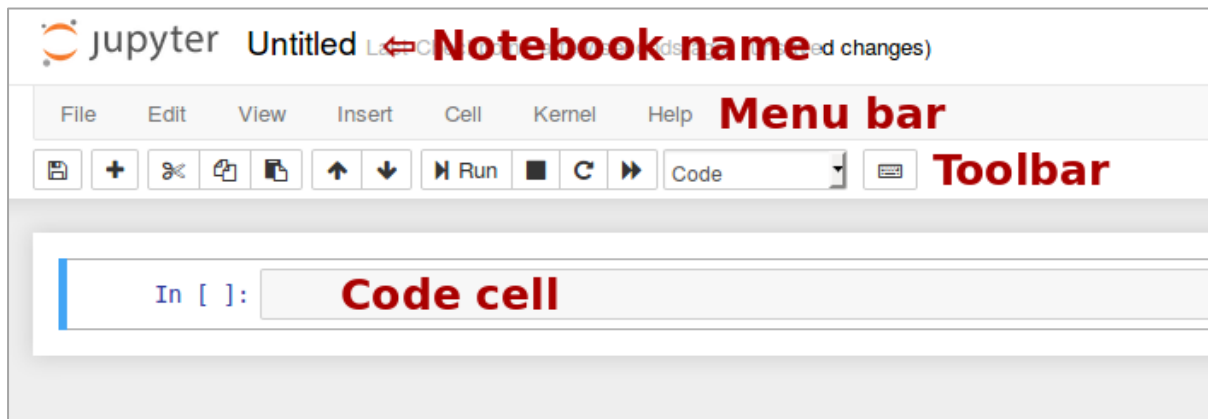 jupyter Untitled ⇐ Notebook name d changes)
File Edit View Insert Cell Kernel Help Menu bar
Run Code Toolbar
In [ ]: Code cell